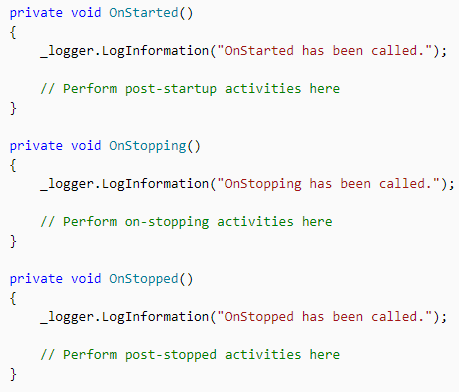 private void OnStarted()
{
    _logger.LogInformation("OnStarted has been called.");

    // Perform post-startup activities here
}

private void OnStopping()
{
    _logger.LogInformation("OnStopping has been called.");

    // Perform on-stopping activities here
}

private void OnStopped()
{
    _logger.LogInformation("OnStopped has been called.");

    // Perform post-stopped activities here
}